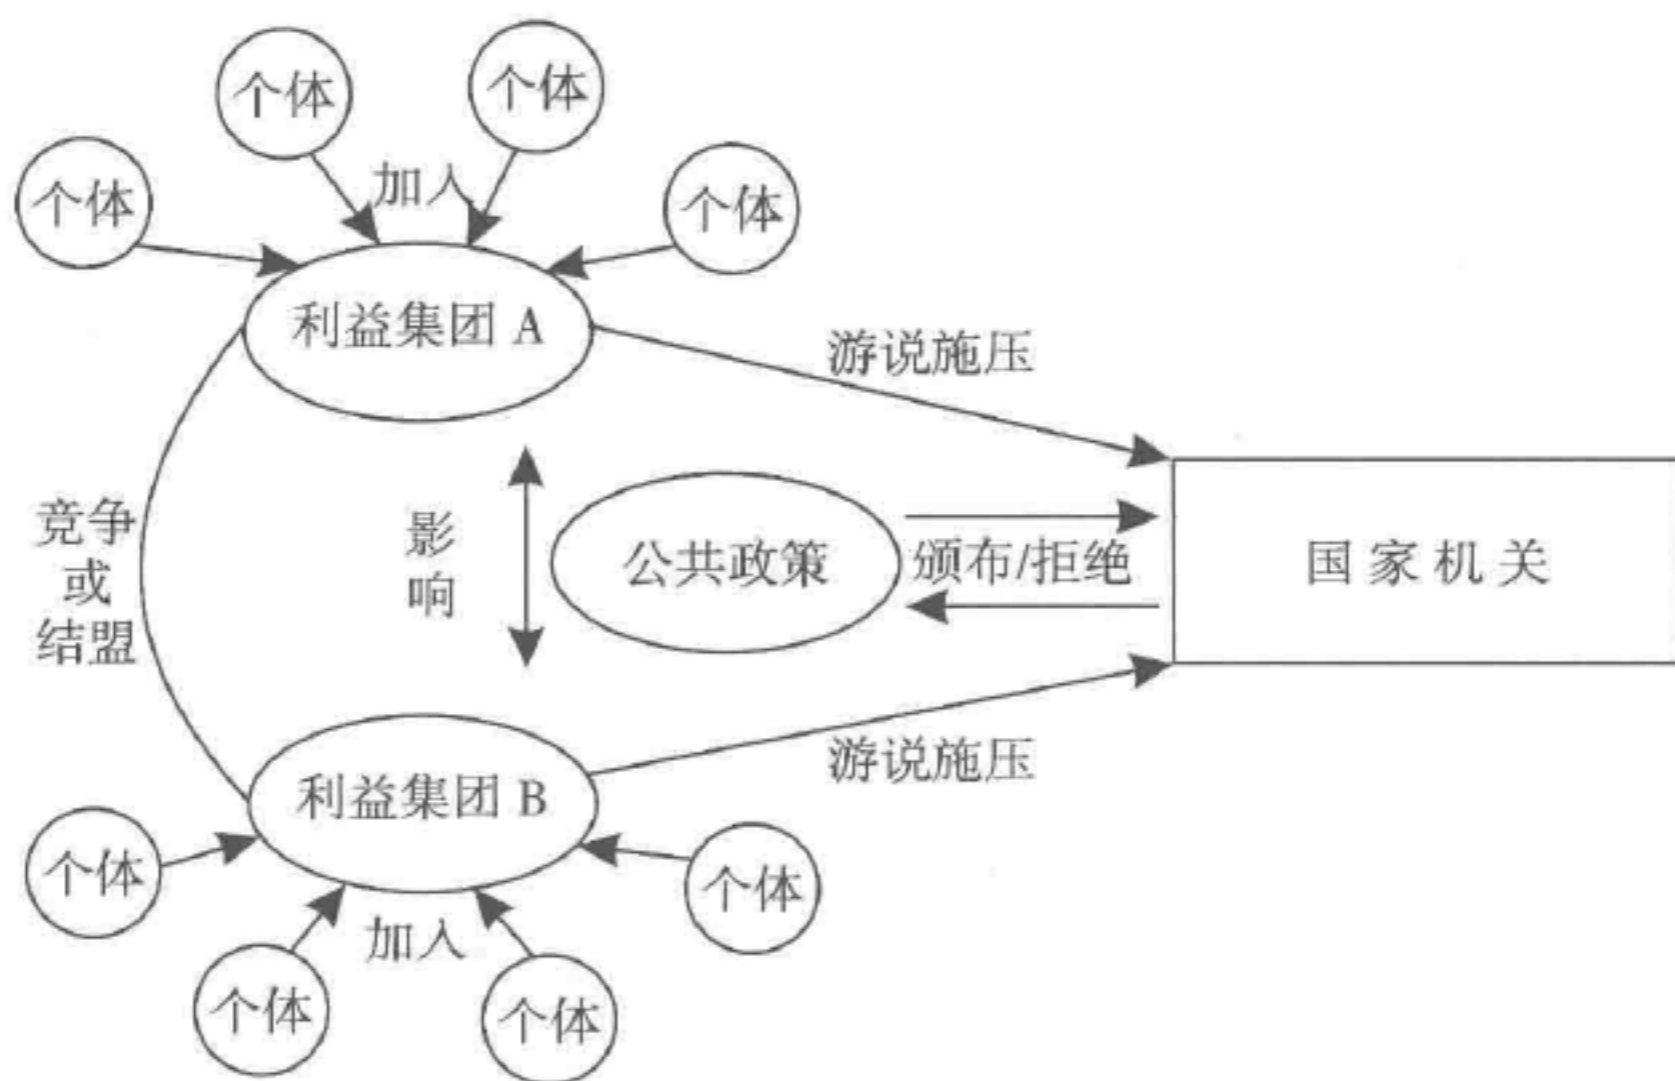 个体
个体
个体
个体
加入
利益集团 A
游说施压
竞争
或
结盟
影
响
公共政策
颁布/拒绝
国家机关
游说施压
利益集团 B
个体
个体
加入
个体
个体